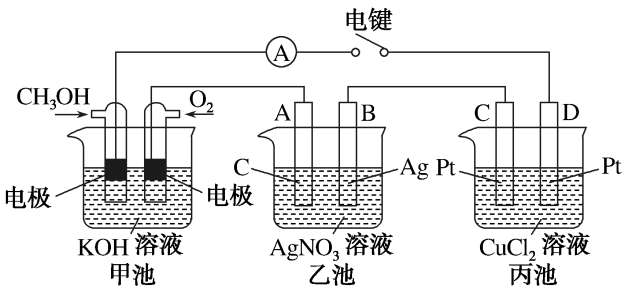 电键
A
CH₃OH
O₂
A B
C D
C
Ag Pt
Pt
电极
电极
KOH 溶液
AgNO₃ 溶液
CuCl₂ 溶液
甲池
乙池
丙池